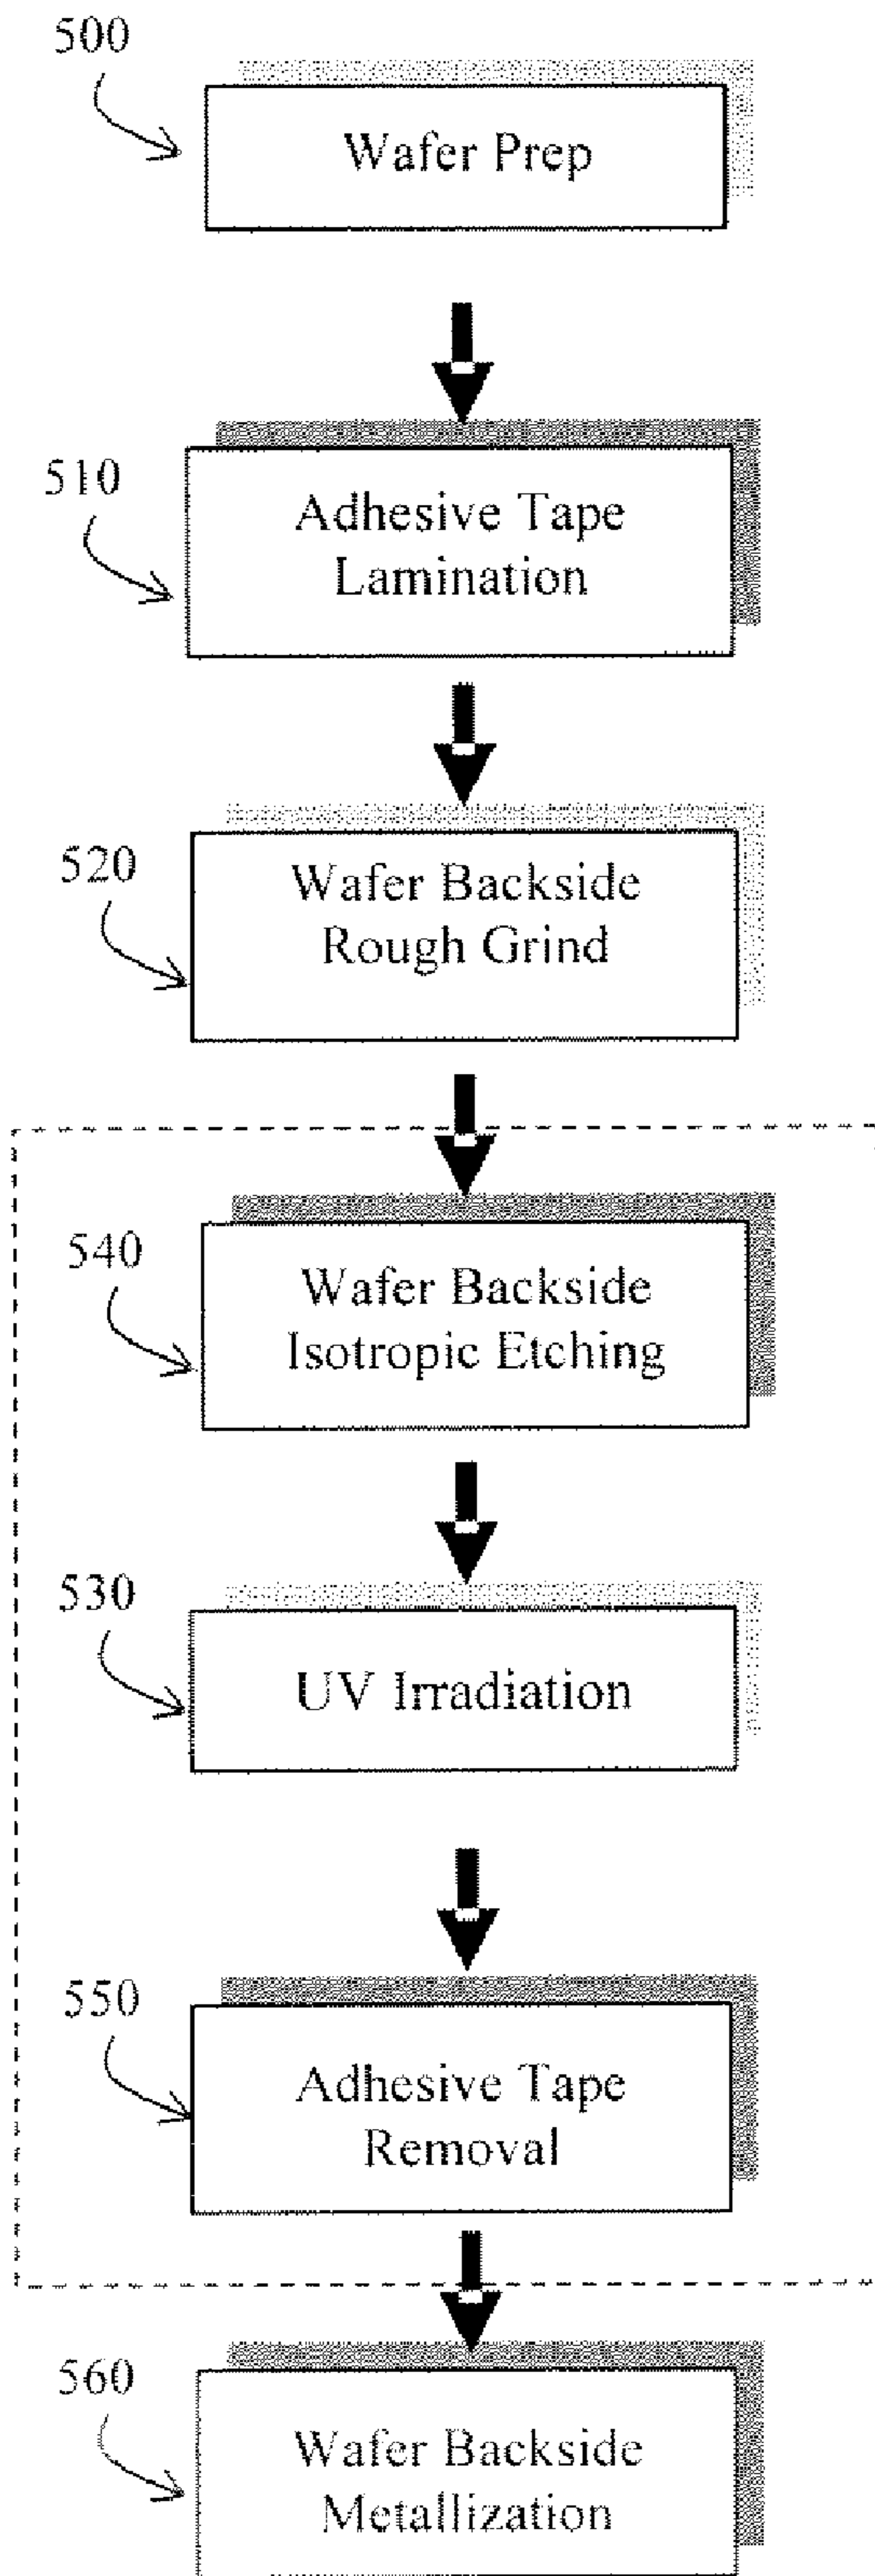 500
Wafer Prep
510
Adhesive Tape
Lamination
520
Wafer Backside
Rough Grind
540
Wafer Backside
Isotropic Etching
530
UV Irradiation
550
Adhesive Tape
Removal
560
Wafer Backside
Metallization